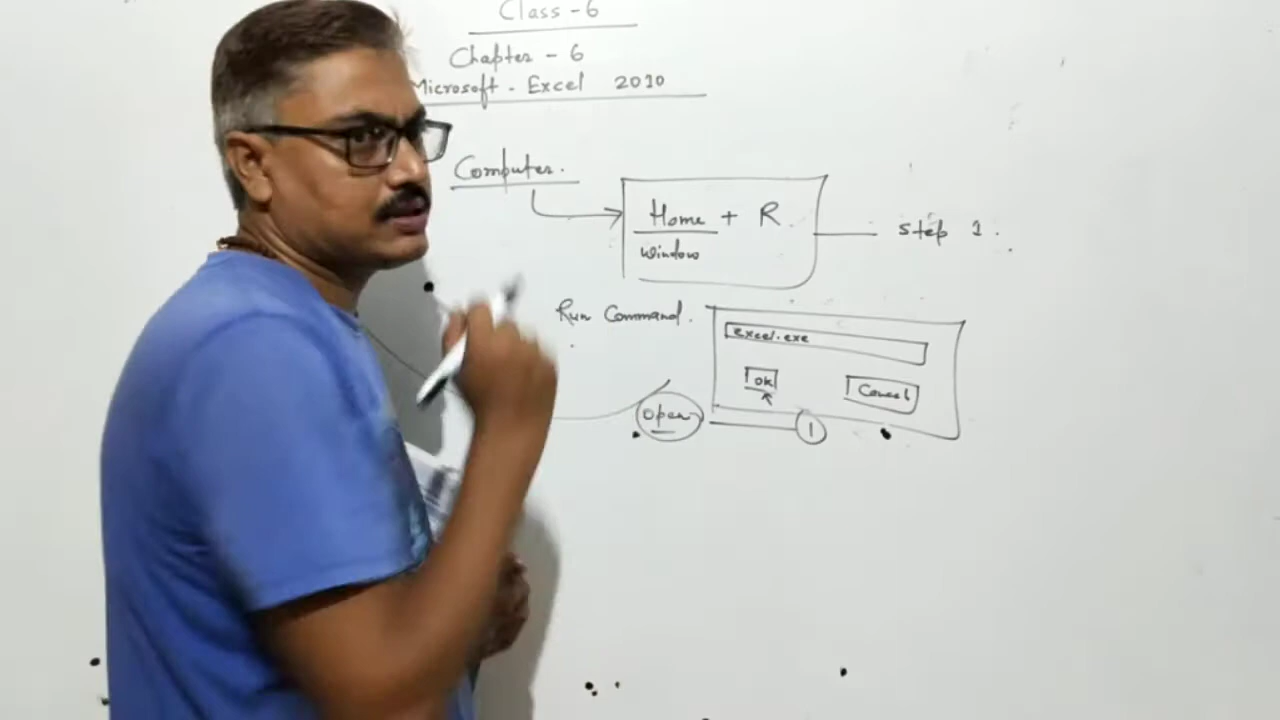 Class - 6
Chapter - 6
Microsoft - Excel 2010
Computer.
Home + R
Window
Step 1.
Run Command.
excel.exe
OK
Cancel
Open
1